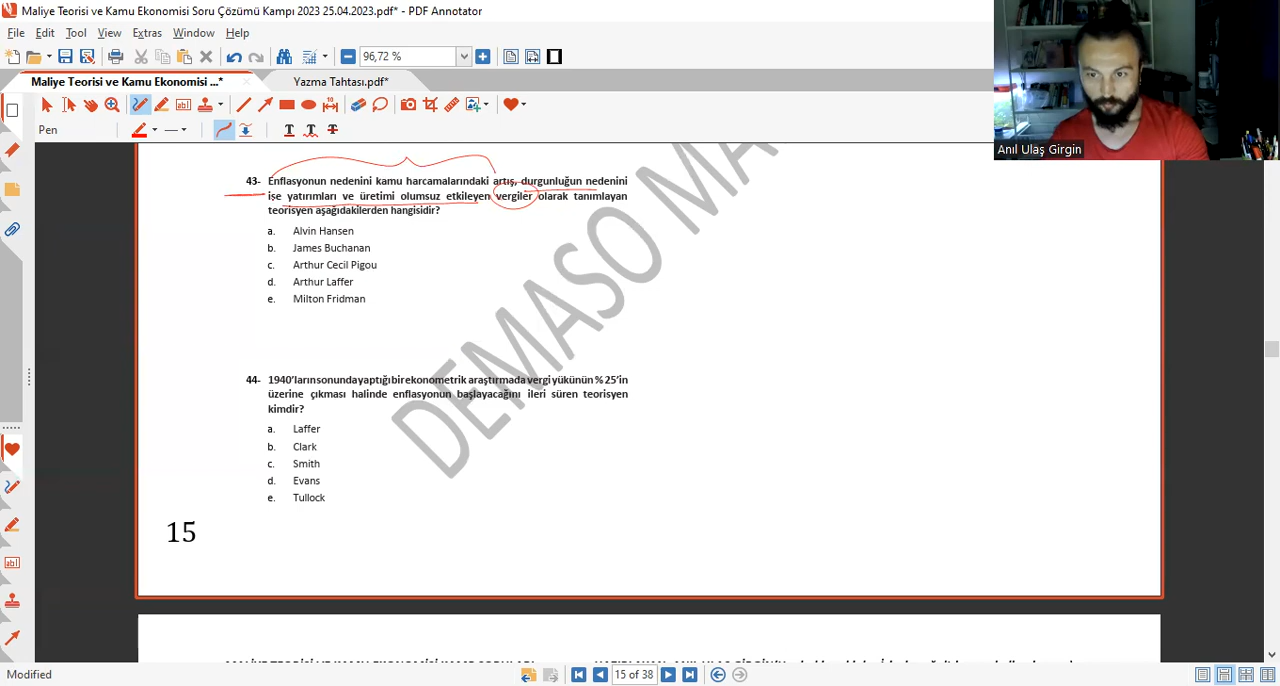 Maliye Teorisi ve Kamu Ekonomisi Soru Çözümü Kampı 2023 25.04.2023.pdf* - PDF Annotator
File Edit Tool View Extras Window Help
96,72 %
Maliye Teorisi ve Kamu Ekonomisi ...*
Yazma Tahtası.pdf*
Pen
Anıl Ulaş Girgin
43- Enflasyonun nedenini kamu harcamalarındaki artış, durgunluğun nedenini
ise yatırımları ve üretimi olumsuz etkileyen vergiler olarak tanımlayan
teorisyen aşağıdakilerden hangisidir?
a. Alvin Hansen
b. James Buchanan
c. Arthur Cecil Pigou
d. Arthur Laffer
e. Milton Fridman
DEMASO MA
44- 1940'ların sonunda yaptığı bir ekonometrik araştırmada vergi yükünün % 25'in
üzerine çıkması halinde enflasyonun başlayacağını ileri süren teorisyen
kimdir?
a. Laffer
b. Clark
c. Smith
d. Evans
e. Tullock
15
Modified
15 of 38